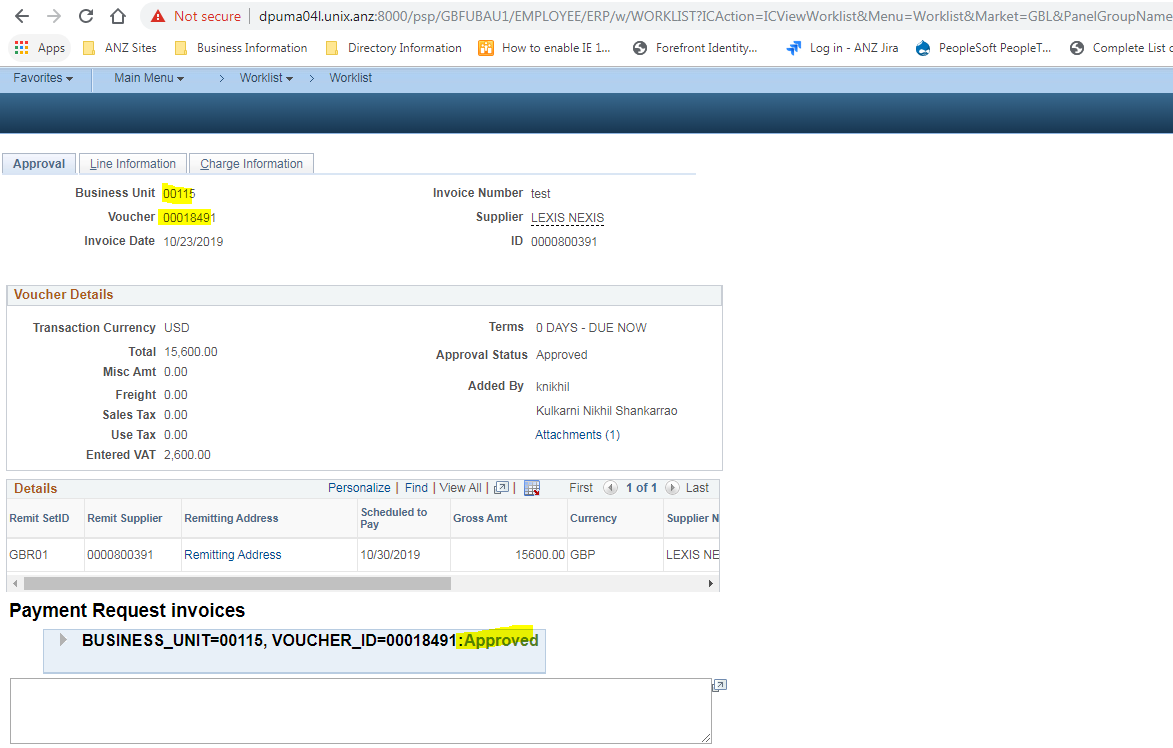 Not secure | dpuma04l.unix.anz:8000/psp/GBFUBAU1/EMPLOYEE/ERP/w/WORKLIST?ICAction=ICViewWorklist&Menu=Worklist&Market=GBL&PanelGroupName
Apps ANZ Sites Business Information Directory Information How to enable IE 1... Forefront Identity... Log in - ANZ Jira PeopleSoft PeopleT... Complete List o
Favorites Main Menu > Worklist > Worklist
Approval Line Information Charge Information
Business Unit 00115 Invoice Number test
Voucher 00018491 Supplier LEXIS NEXIS
Invoice Date 10/23/2019 ID 0000800391
Voucher Details
Transaction Currency USD Terms 0 DAYS - DUE NOW
Total 15,600.00 Approval Status Approved
Misc Amt 0.00
Freight 0.00 Added By knikhil
Sales Tax 0.00 Kulkarni Nikhil Shankarrao
Use Tax 0.00 Attachments (1)
Entered VAT 2,600.00
Details Personalize | Find | View All | | First 1 of 1 Last
Remit SetID Remit Supplier Remitting Address Scheduled to Pay Gross Amt Currency Supplier N
GBR01 0000800391 Remitting Address 10/30/2019 15600.00 GBP LEXIS NE
Payment Request invoices
BUSINESS_UNIT=00115, VOUCHER_ID=00018491:Approved